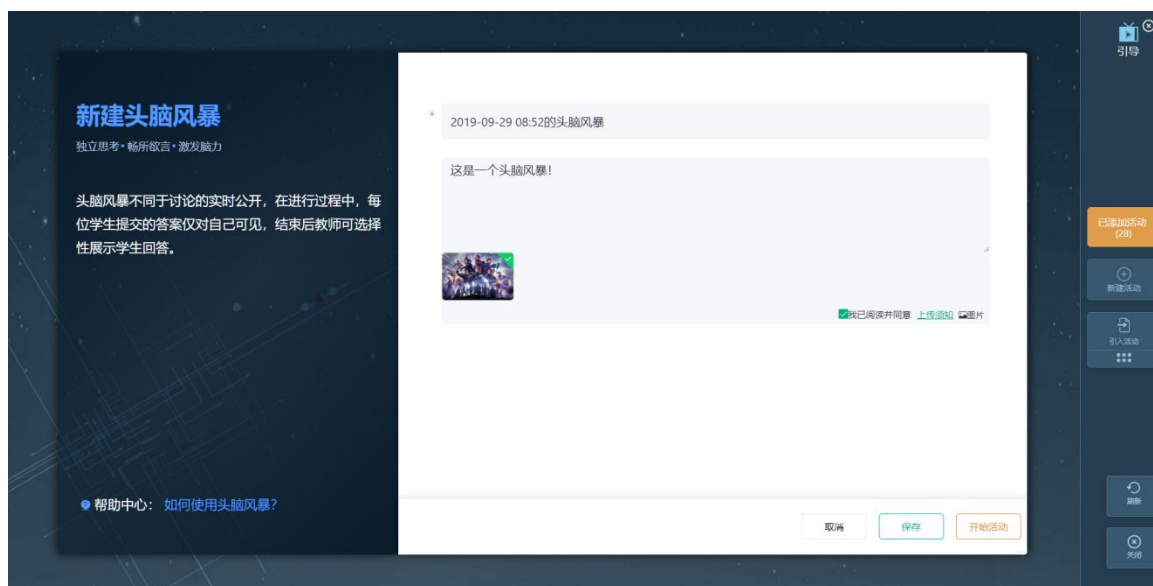 新建头脑风暴
独立思考•畅所欲言•激发脑力
头脑风暴不同于讨论的实时公开，在进行过程中，每
位学生提交的答案仅对自己可见，结束后教师可选择
性展示学生回答。
帮助中心： 如何使用头脑风暴？
* 2019-09-29 08:52的头脑风暴
这是一个头脑风暴！
我已阅读并同意 上传须知 图片
取消 保存 开始活动
引导
已添加活动
(28)
新建活动
引入活动
刷新
关闭